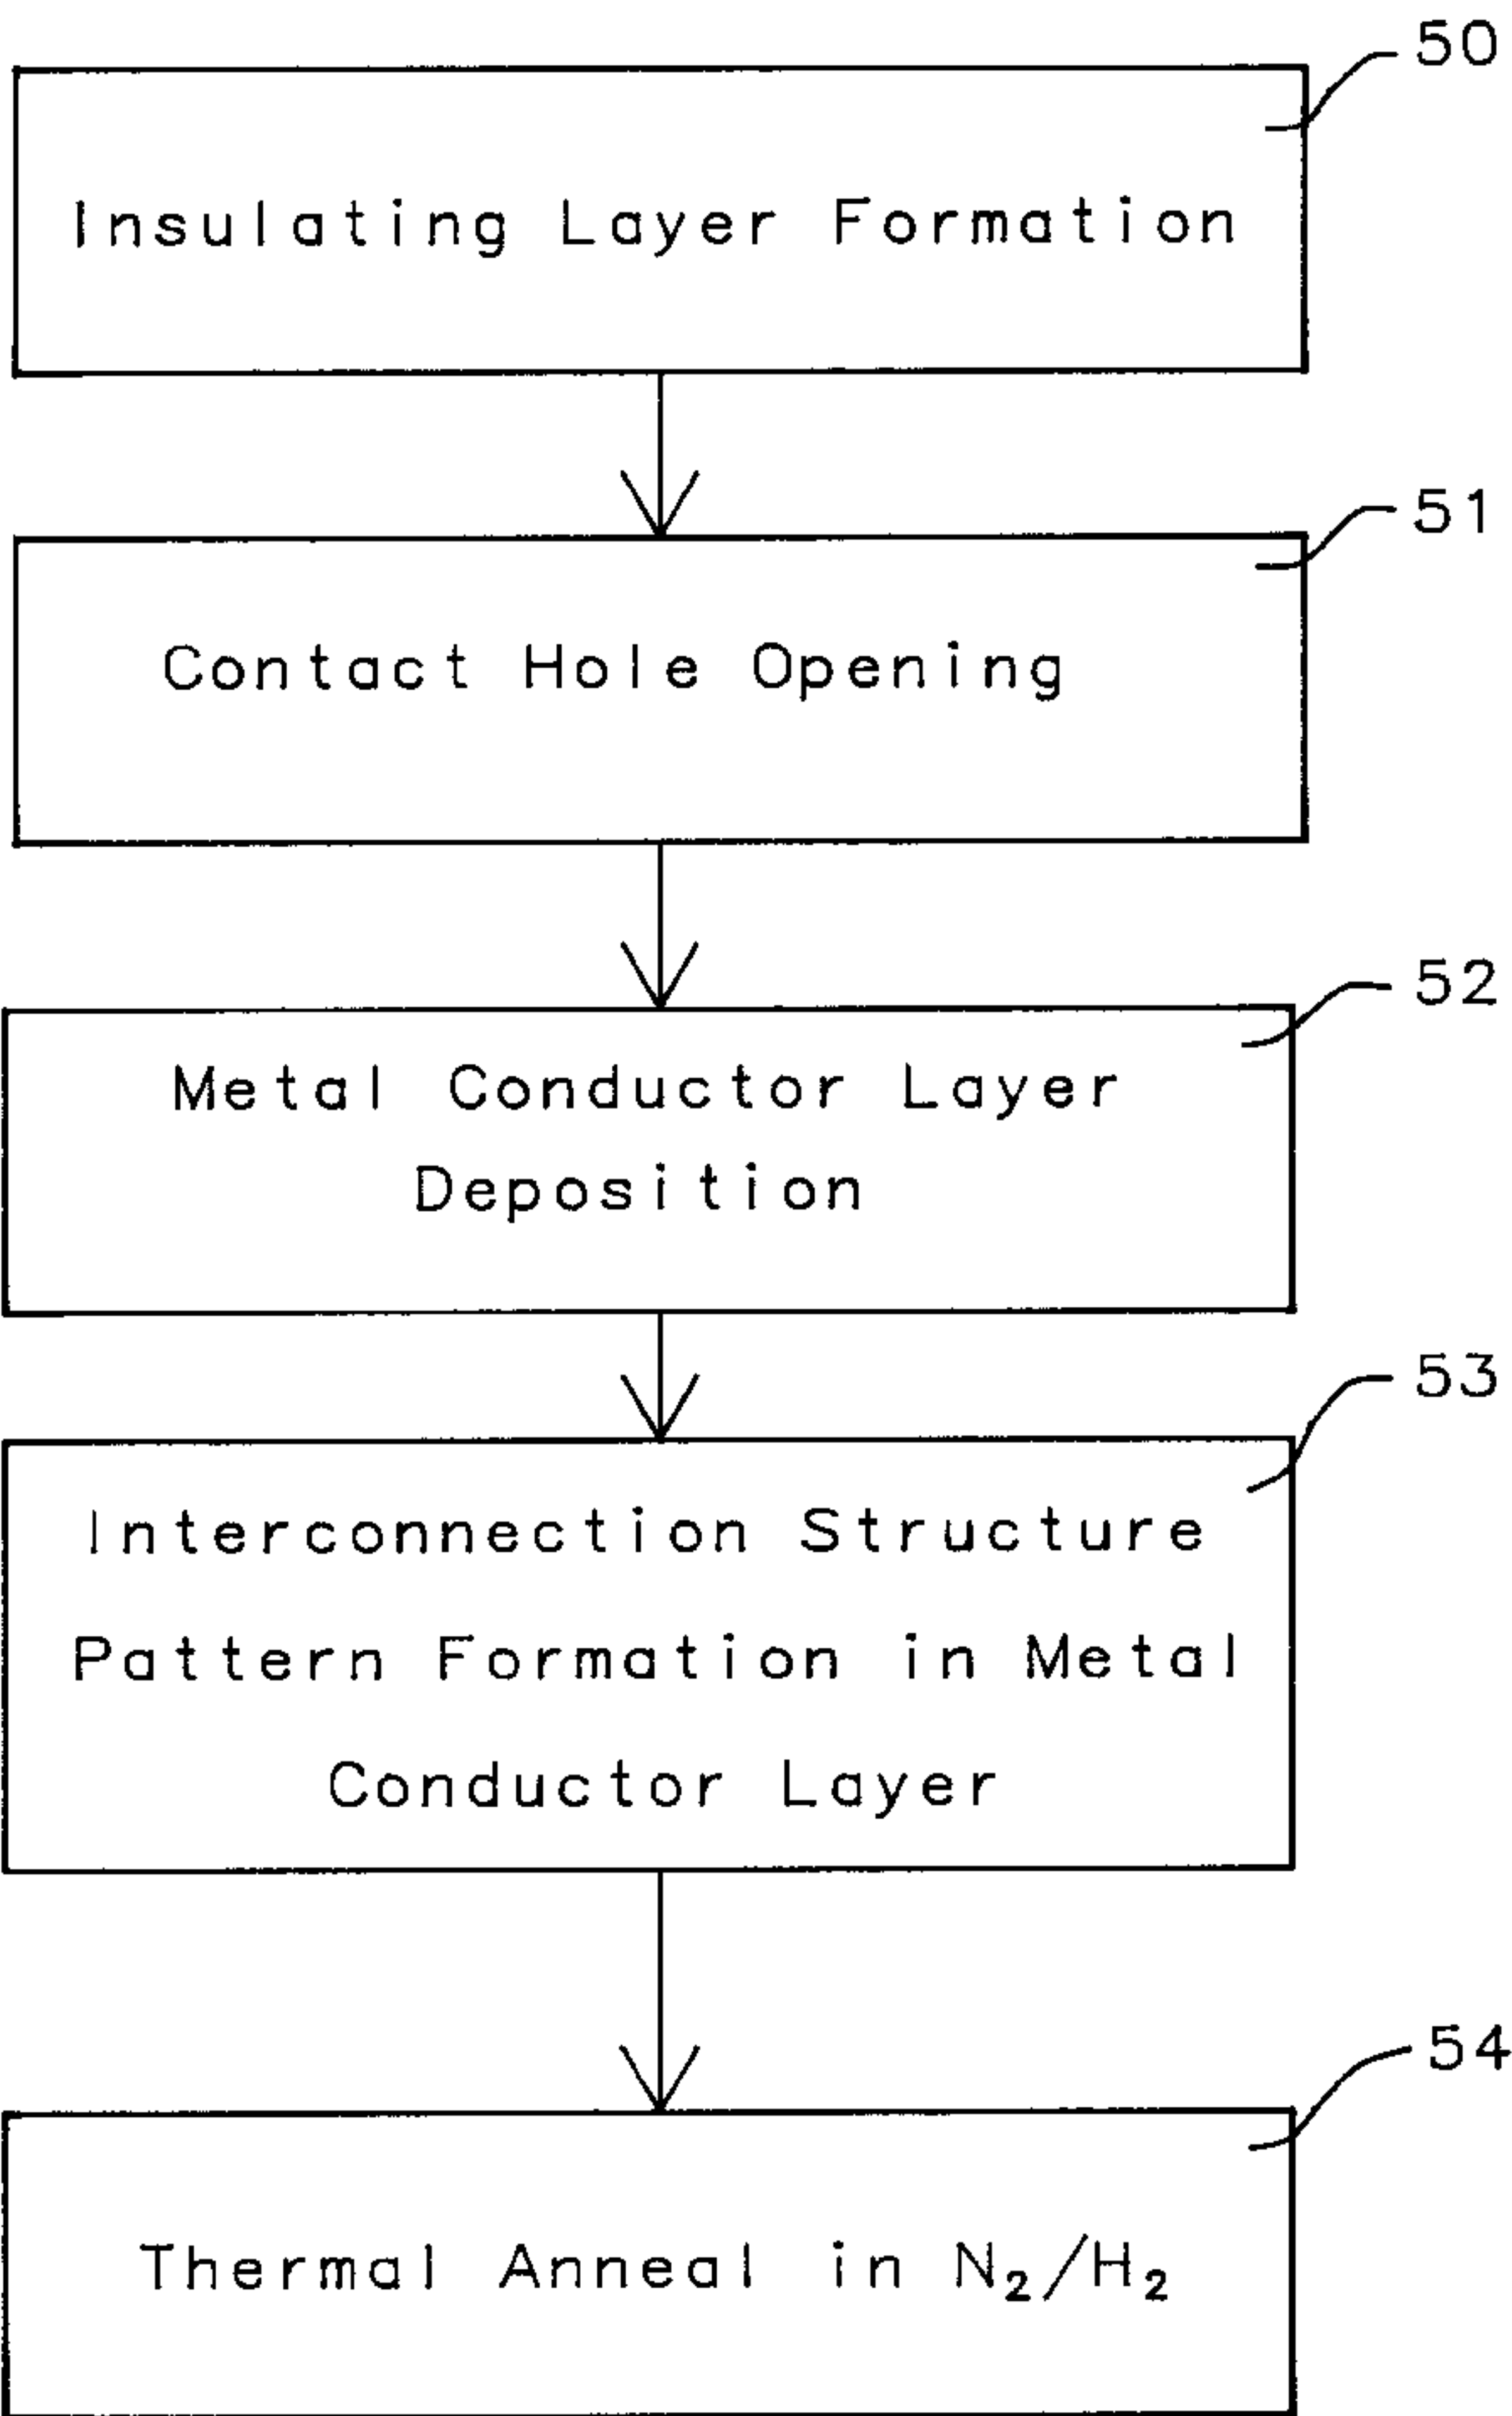 50
Insulating Layer Formation
51
Contact Hole Opening
52
Metal Conductor Layer
Deposition
53
Interconnection Structure
Pattern Formation in Metal
Conductor Layer
54
Thermal Anneal in N₂/H₂